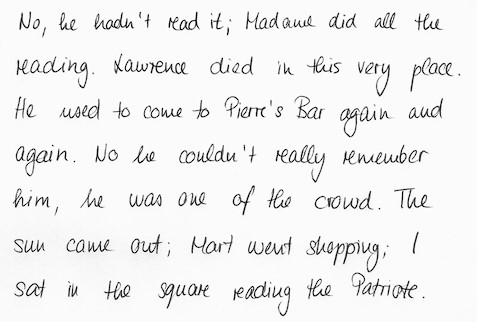 No, he hadn't read it; Madame did all the
reading. Lawrence died in this very place.
He used to come to Pierre's Bar again and
again. No he couldn't really remember
him, he was one of the crowd. The
sun came out; Mart went shopping; I
sat in the square reading the Patriote.